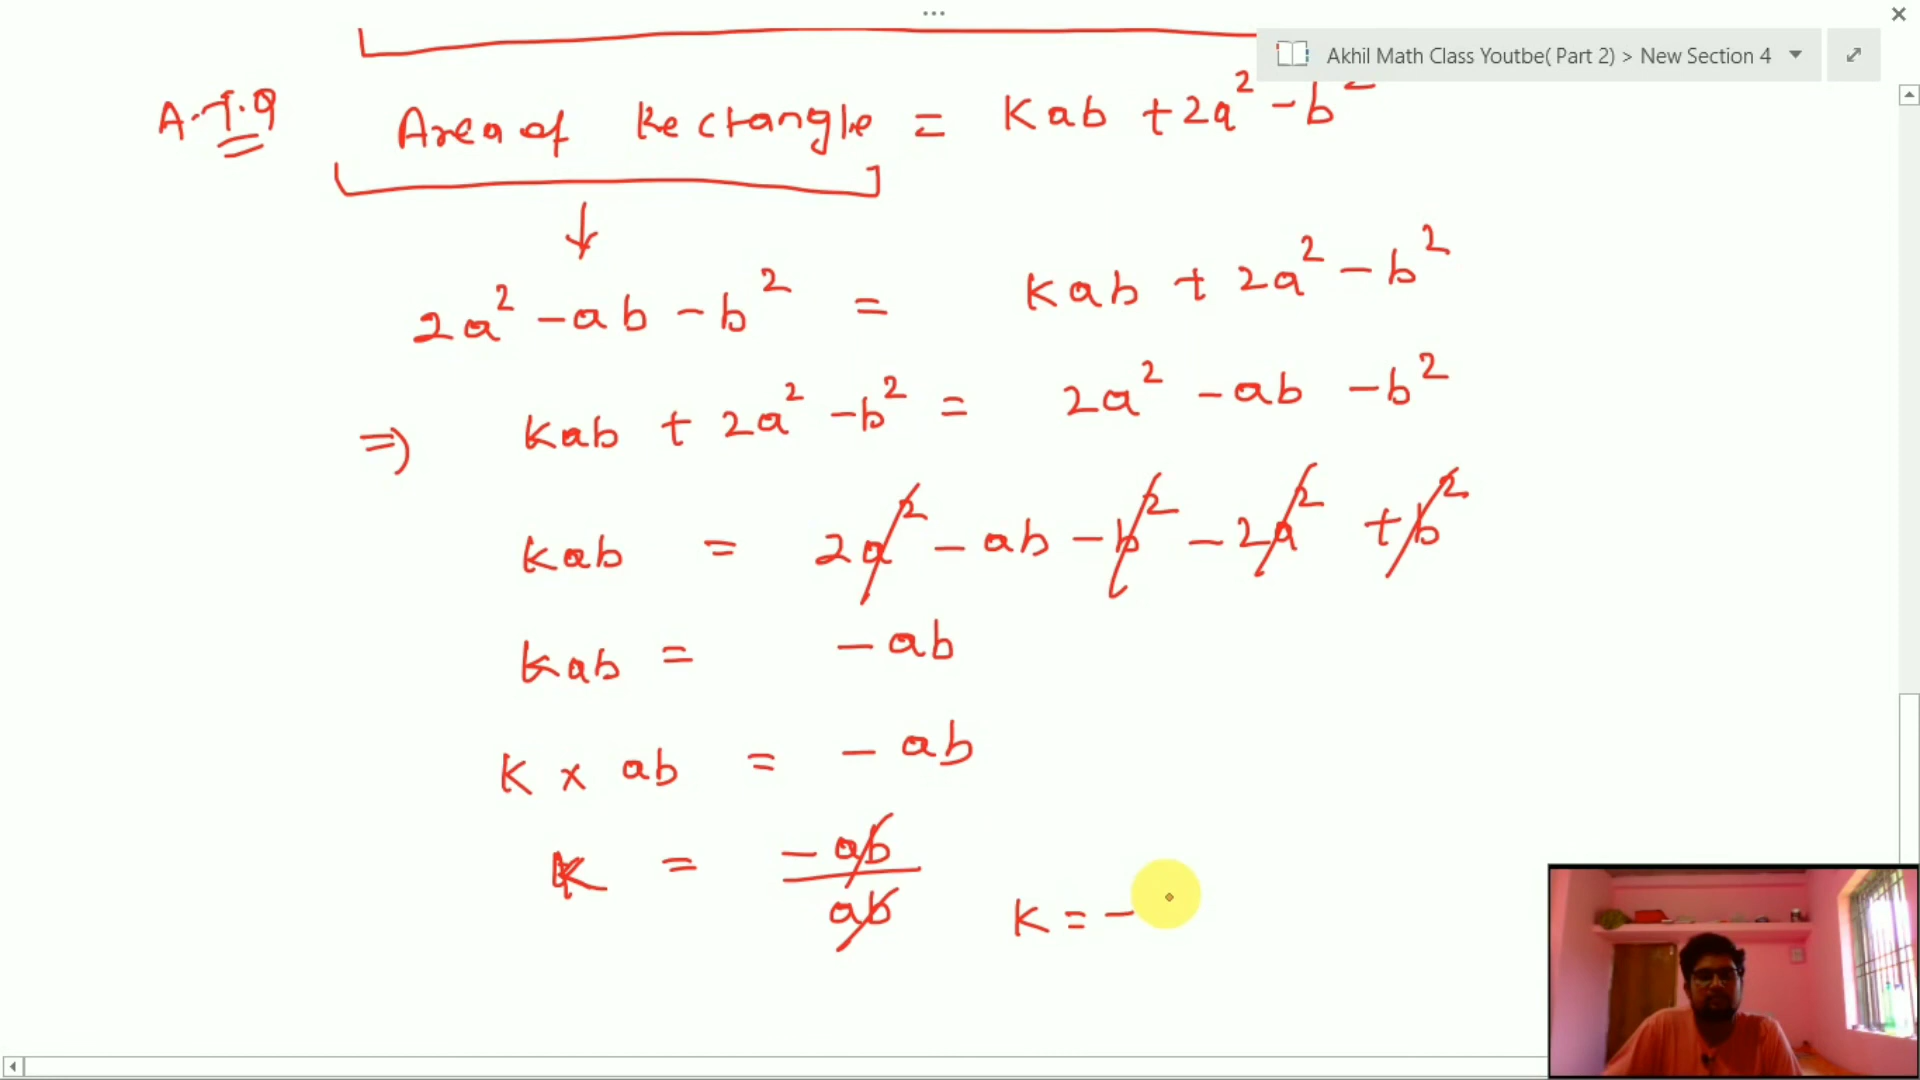 Akhil Math Class Youtbe( Part 2) > New Section 4
A.T.Q Area of Rectangle = Kab + 2a² - b²
2a² - ab - b² = Kab + 2a² - b²
=) Kab + 2a² - b² = 2a² - ab - b²
Kab = 2a² - ab - b² - 2a² + b²
Kab = - ab
K × ab = - ab
K = - ab / ab K = -